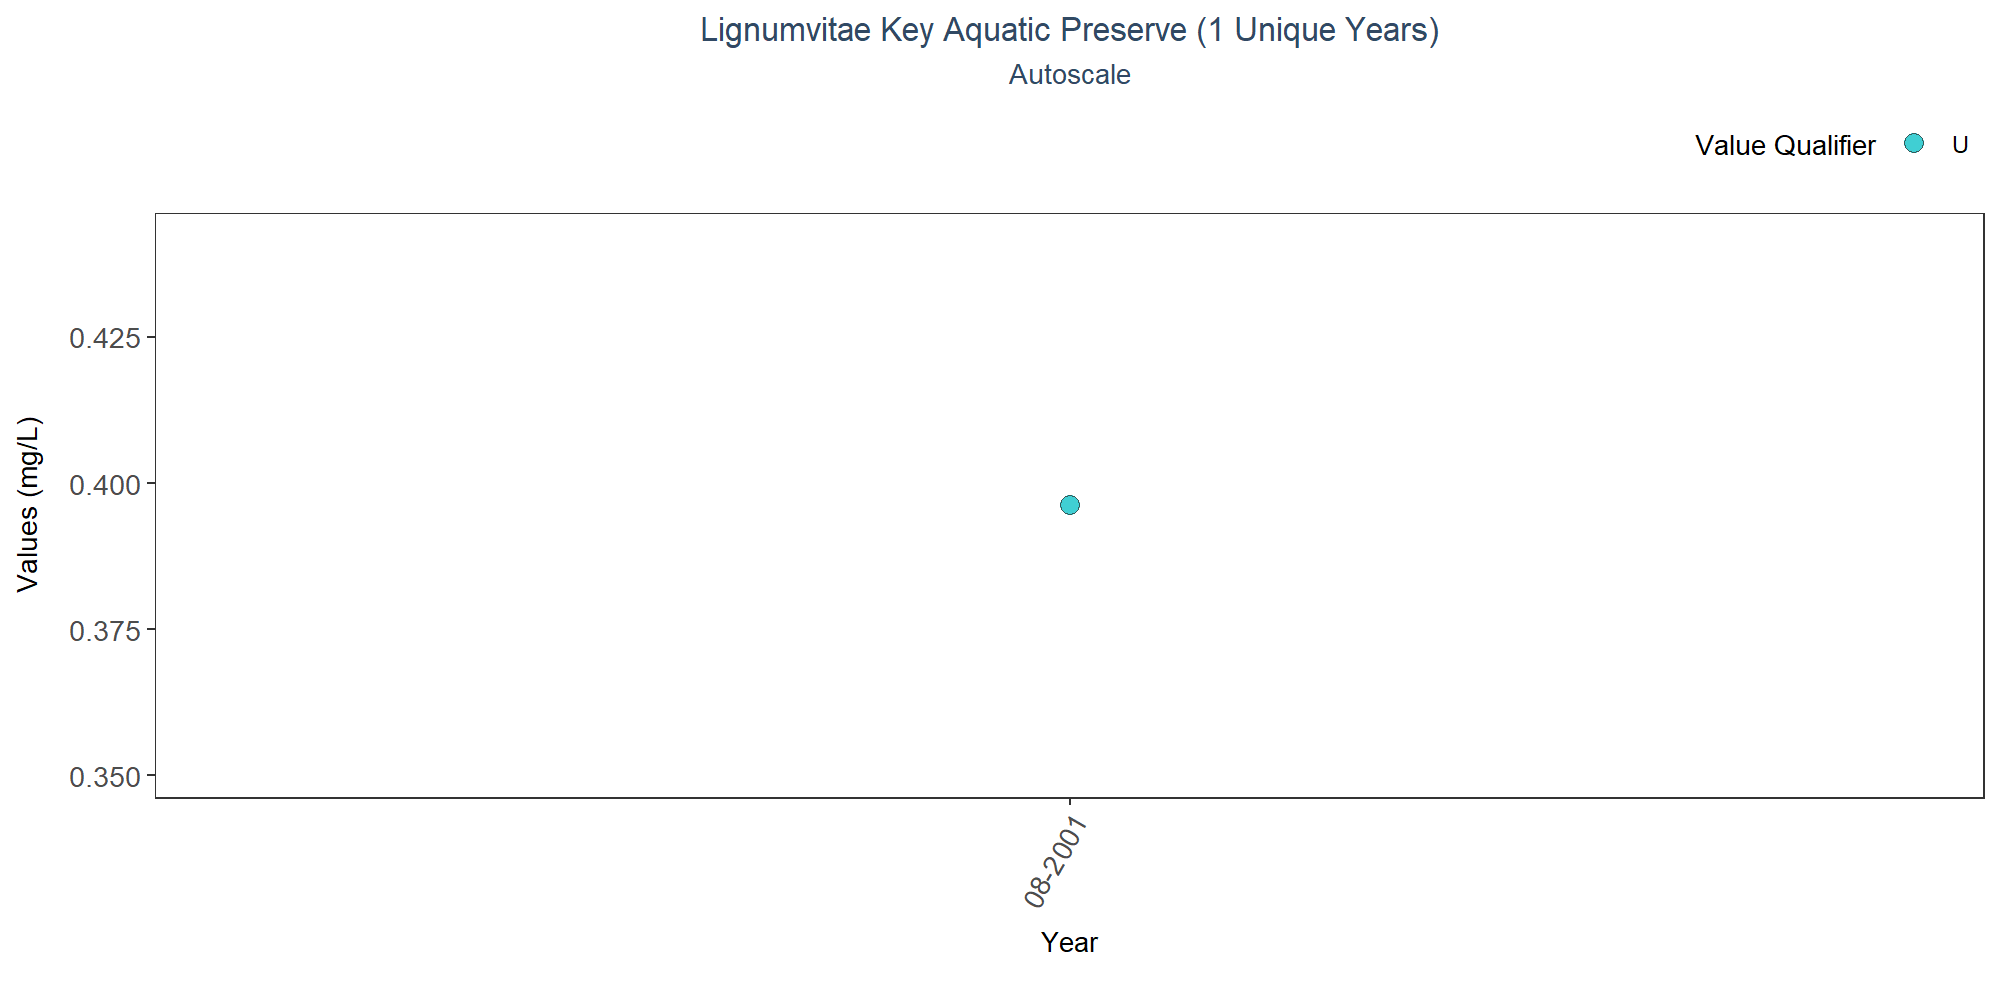 Lignumvitae Key Aquatic Preserve (1 Unique Years)
Autoscale
Value Qualifier U
0.425
0.400
0.375
0.350
Values (mg/L)
08-2001
Year